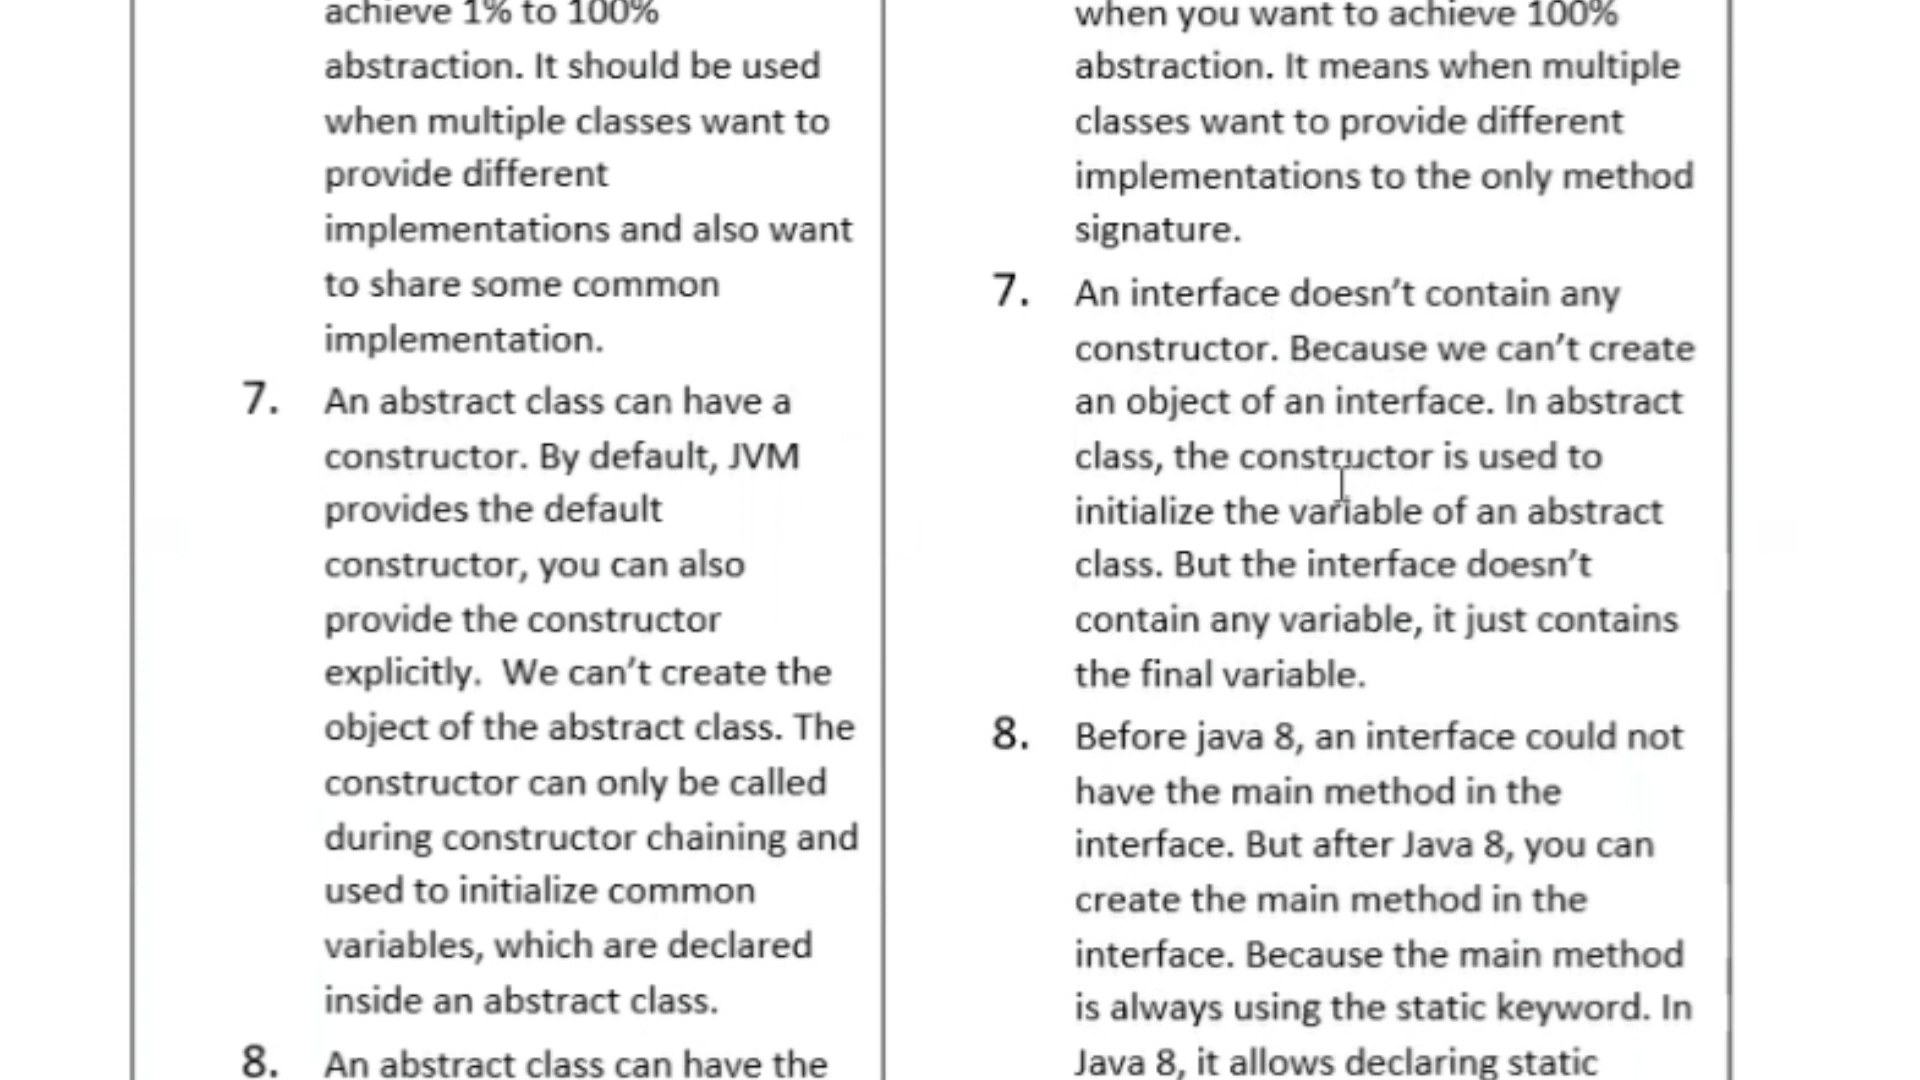 achieve 1% to 100%
abstraction. It should be used
when multiple classes want to
provide different
implementations and also want
to share some common
implementation.
7. An abstract class can have a
constructor. By default, JVM
provides the default
constructor, you can also
provide the constructor
explicitly.  We can’t create the
object of the abstract class. The
constructor can only be called
during constructor chaining and
used to initialize common
variables, which are declared
inside an abstract class.
8. An abstract class can have the
when you want to achieve 100%
abstraction. It means when multiple
classes want to provide different
implementations to the only method
signature.
7. An interface doesn’t contain any
constructor. Because we can’t create
an object of an interface. In abstract
class, the constructor is used to
initialize the variable of an abstract
class. But the interface doesn’t
contain any variable, it just contains
the final variable.
8. Before java 8, an interface could not
have the main method in the
interface. But after Java 8, you can
create the main method in the
interface. Because the main method
is always using the static keyword. In
Java 8, it allows declaring static